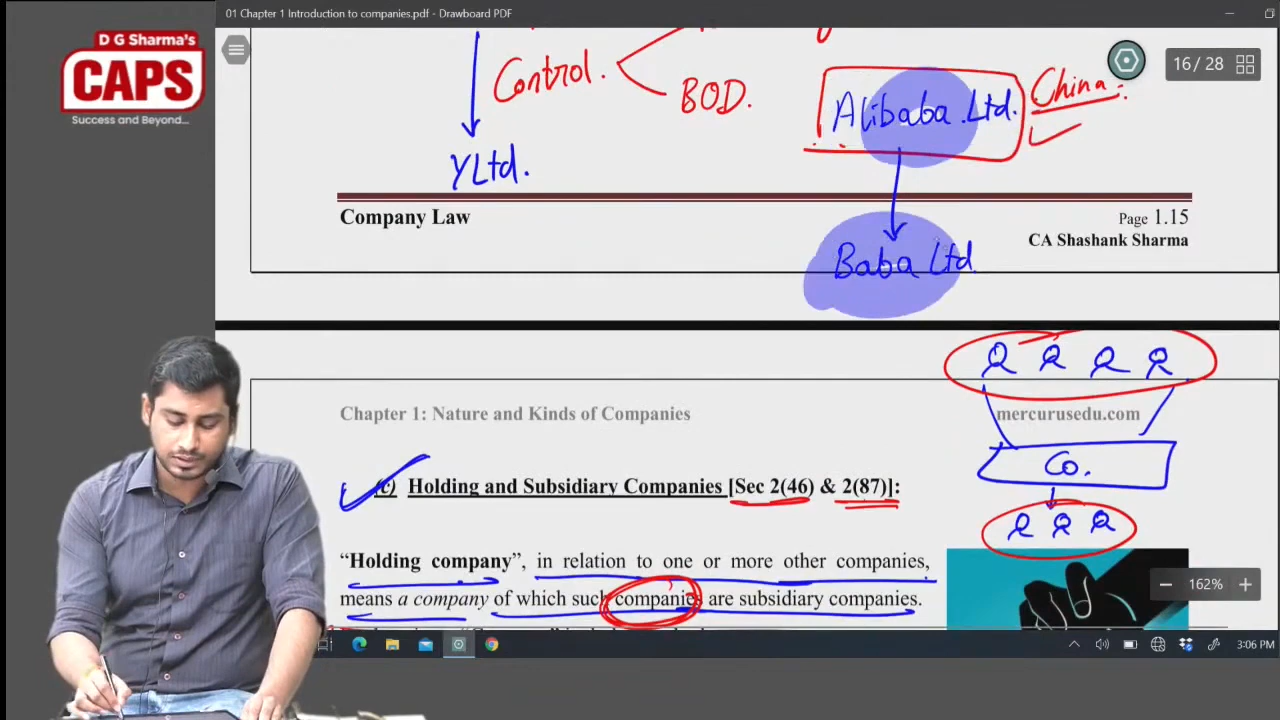 01 Chapter 1 Introduction to companies.pdf - Drawboard PDF
D G Sharma's
CAPS
Success and Beyond...
16 / 28
Control.
BOD.
Alibaba Ltd.
China
Y Ltd.
Company Law
Page 1.15
CA Shashank Sharma
Baba Ltd
Chapter 1: Nature and Kinds of Companies
mercurusedu.com
Co.
(c) Holding and Subsidiary Companies [Sec 2(46) & 2(87)]:
“Holding company”, in relation to one or more other companies,
means a company of which such companies are subsidiary companies.
162%
3:06 PM